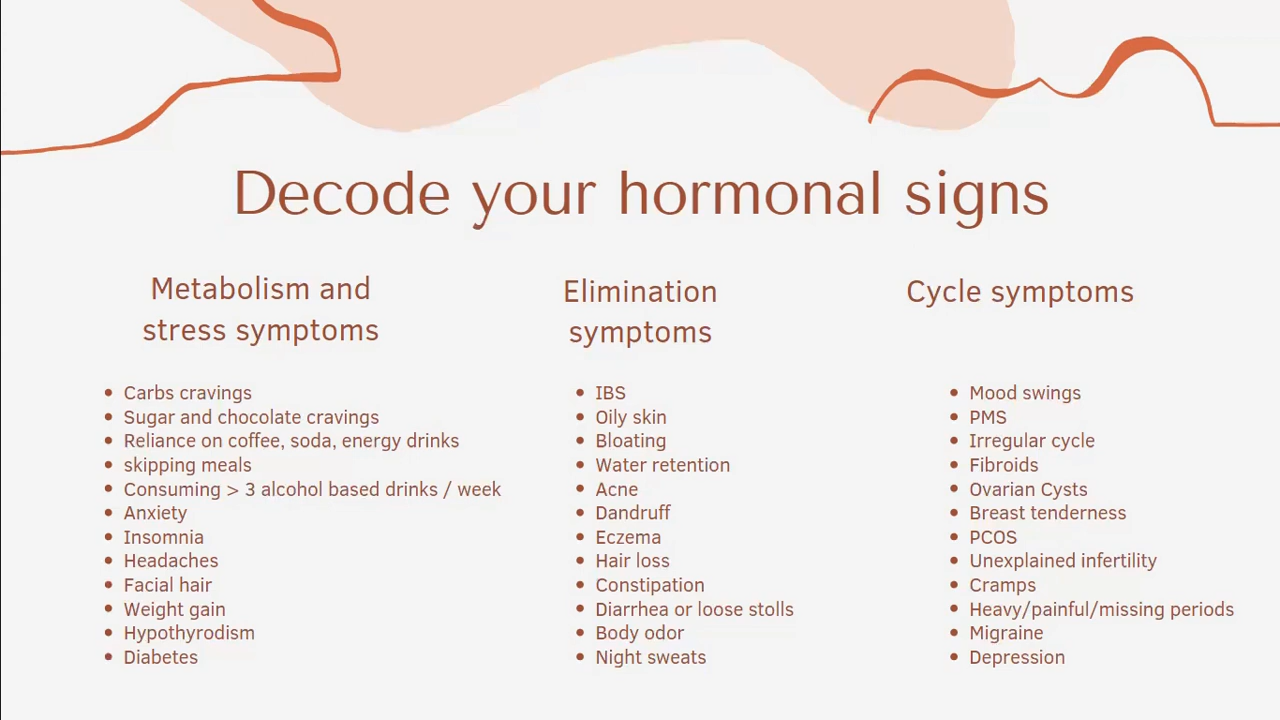 Decode your hormonal signs
Metabolism and
stress symptoms
Carbs cravings
Sugar and chocolate cravings
Reliance on coffee, soda, energy drinks
skipping meals
Consuming > 3 alcohol based drinks / week
Anxiety
Insomnia
Headaches
Facial hair
Weight gain
Hypothyrodism
Diabetes
Elimination
symptoms
IBS
Oily skin
Bloating
Water retention
Acne
Dandruff
Eczema
Hair loss
Constipation
Diarrhea or loose stolls
Body odor
Night sweats
Cycle symptoms
Mood swings
PMS
Irregular cycle
Fibroids
Ovarian Cysts
Breast tenderness
PCOS
Unexplained infertility
Cramps
Heavy/painful/missing periods
Migraine
Depression